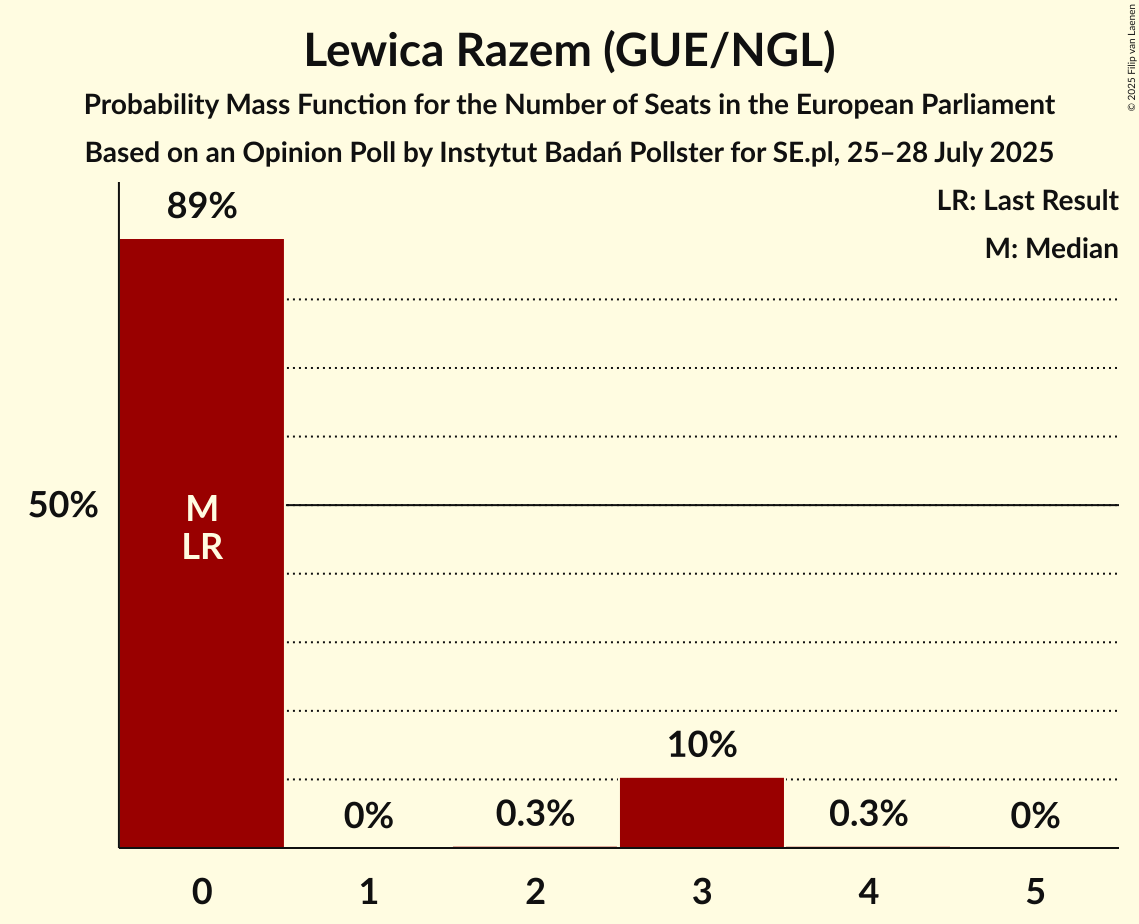 Lewica Razem (GUE/NGL)
Probability Mass Function for the Number of Seats in the European Parliament
Based on an Opinion Poll by Instytut Badań Pollster for SE.pl, 25–28 July 2025
© 2025 Filip van Laenen
LR: Last Result
M: Median
89%
50%
M
LR
10%
0%
0.3%
0.3%
0%
0 1 2 3 4 5